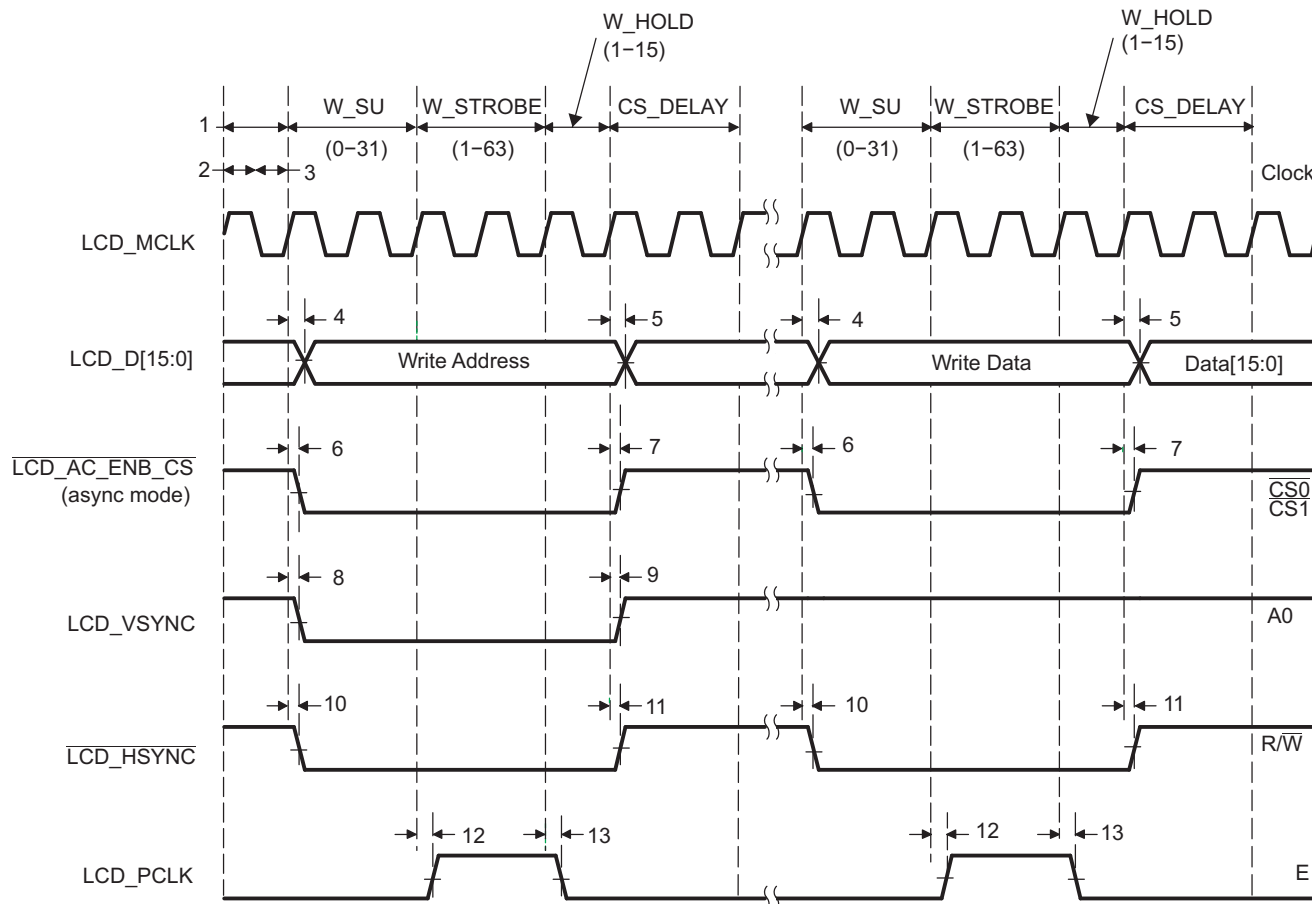 W_HOLD
(1−15)
W_HOLD
(1−15)
W_SU
W_STROBE
CS_DELAY
W_SU
W_STROBE
CS_DELAY
1
(0−31)
(1−63)
(0−31)
(1−63)
2
3
Clock
LCD_MCLK
4
5
4
5
LCD_D[15:0]
Write Address
Write Data
Data[15:0]
6
7
6
7
LCD_AC_ENB_CS
(async mode)
CS0
CS1
8
9
LCD_VSYNC
A0
10
11
10
11
LCD_HSYNC
R/W
12
13
12
13
LCD_PCLK
E